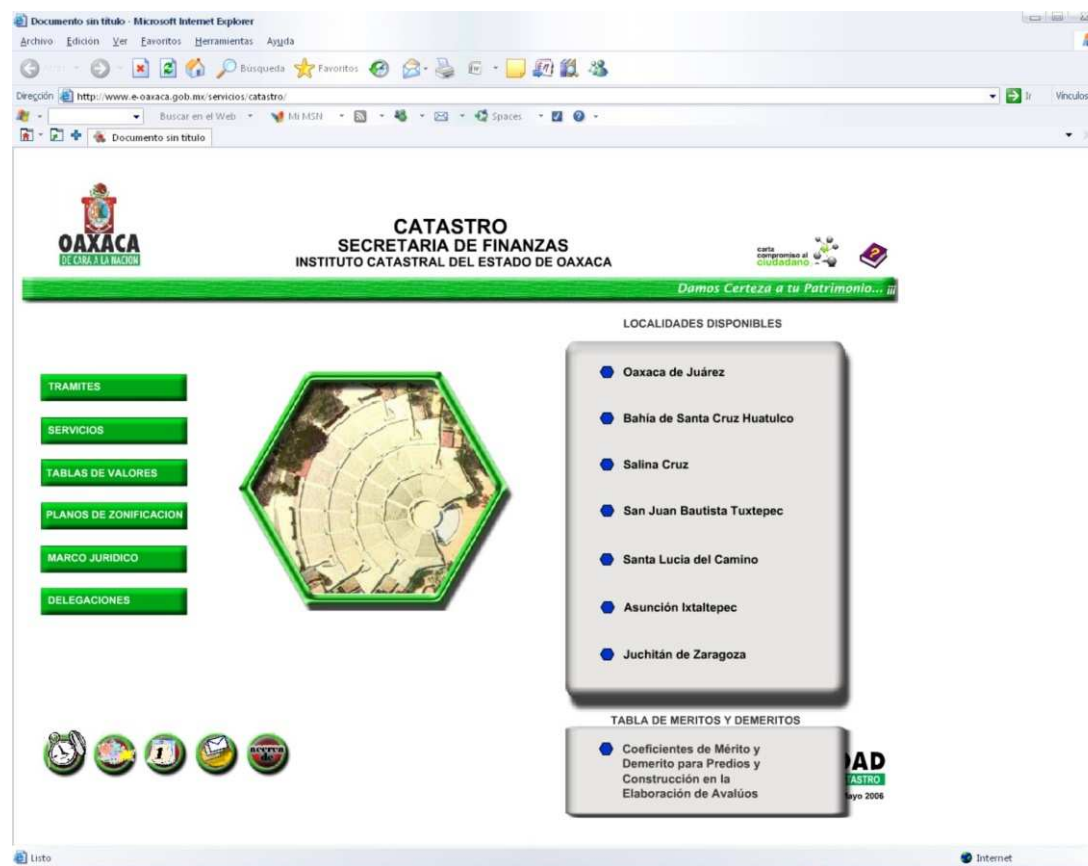 Documento sin título - Microsoft Internet Explorer
Archivo Edición Ver Favoritos Herramientas Ayuda
Búsqueda Favoritos
Dirección http://www.e-oaxaca.gob.mx/servicios/catastro/ Ir Vínculos
Buscar en el Web Mi MSN Spaces
Documento sin título
OAXACA
DE CARA A LA NACION
CATASTRO
SECRETARIA DE FINANZAS
INSTITUTO CATASTRAL DEL ESTADO DE OAXACA
carta
compromiso al
ciudadano
Damos Certeza a tu Patrimonio... ¡¡¡
TRAMITES
SERVICIOS
TABLAS DE VALORES
PLANOS DE ZONIFICACION
MARCO JURIDICO
DELEGACIONES
LOCALIDADES DISPONIBLES
Oaxaca de Juárez
Bahía de Santa Cruz Huatulco
Salina Cruz
San Juan Bautista Tuxtepec
Santa Lucia del Camino
Asunción Ixtaltepec
Juchitán de Zaragoza
TABLA DE MERITOS Y DEMERITOS
Coeficientes de Mérito y
Demerito para Predios y
Construcción en la
Elaboración de Avalúos
DAD
TASTRO
ayo 2006
acerca
de
Listo Internet